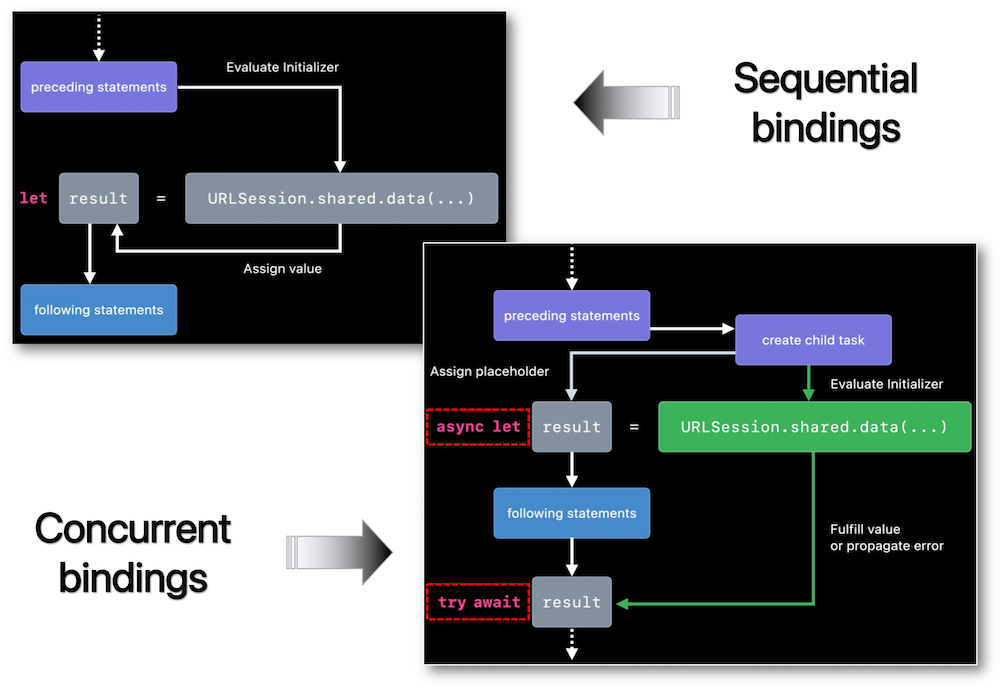 Sequential
bindings
Evaluate Initializer
preceding statements
let result = URLSession.shared.data(...)
Assign value
following statements
Concurrent
bindings
preceding statements
create child task
Assign placeholder
Evaluate Initializer
async let result = URLSession.shared.data(...)
following statements
Fulfill value
or propagate error
try await result